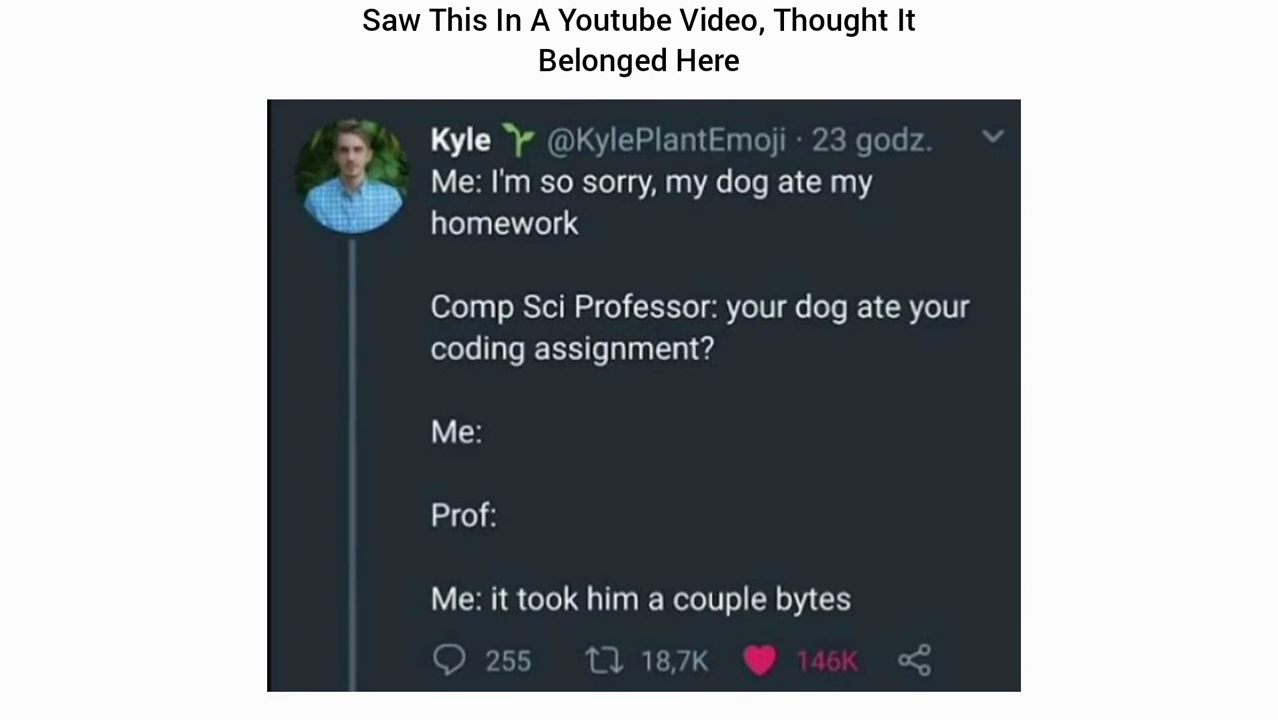 Saw This In A Youtube Video, Thought It
Belonged Here
Kyle @KylePlantEmoji · 23 godz.
Me: I'm so sorry, my dog ate my
homework
Comp Sci Professor: your dog ate your
coding assignment?
Me:
Prof:
Me: it took him a couple bytes
255 18,7K 146K